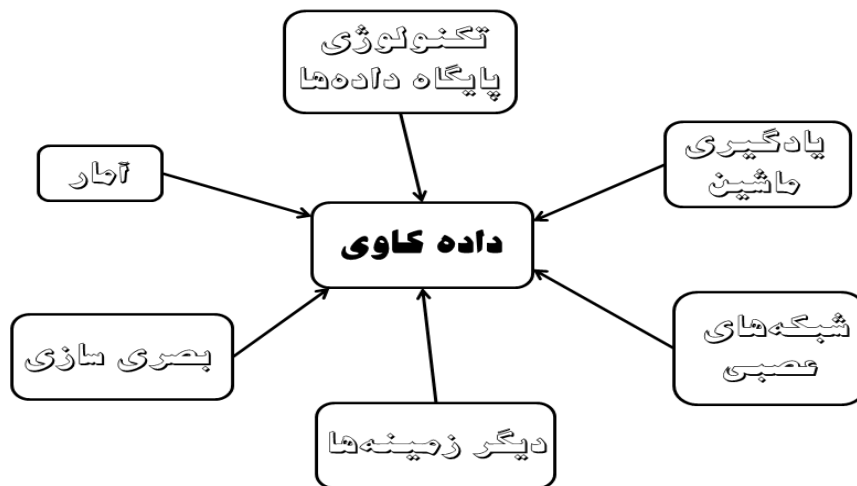 تکنولوژی
پایگاه داده‌ها
یادگیری
ماشین
آمار
داده کاوی
شبکه‌های
عصبی
بصری سازی
دیگر زمینه‌ها